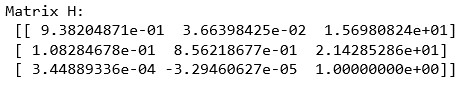 Matrix H:
[[ 9.38204871e-01 3.66398425e-02 1.56980824e+01]
[ 1.08284678e-01 8.56218677e-01 2.14285286e+01]
[ 3.44889336e-04 -3.29460627e-05 1.00000000e+00]]